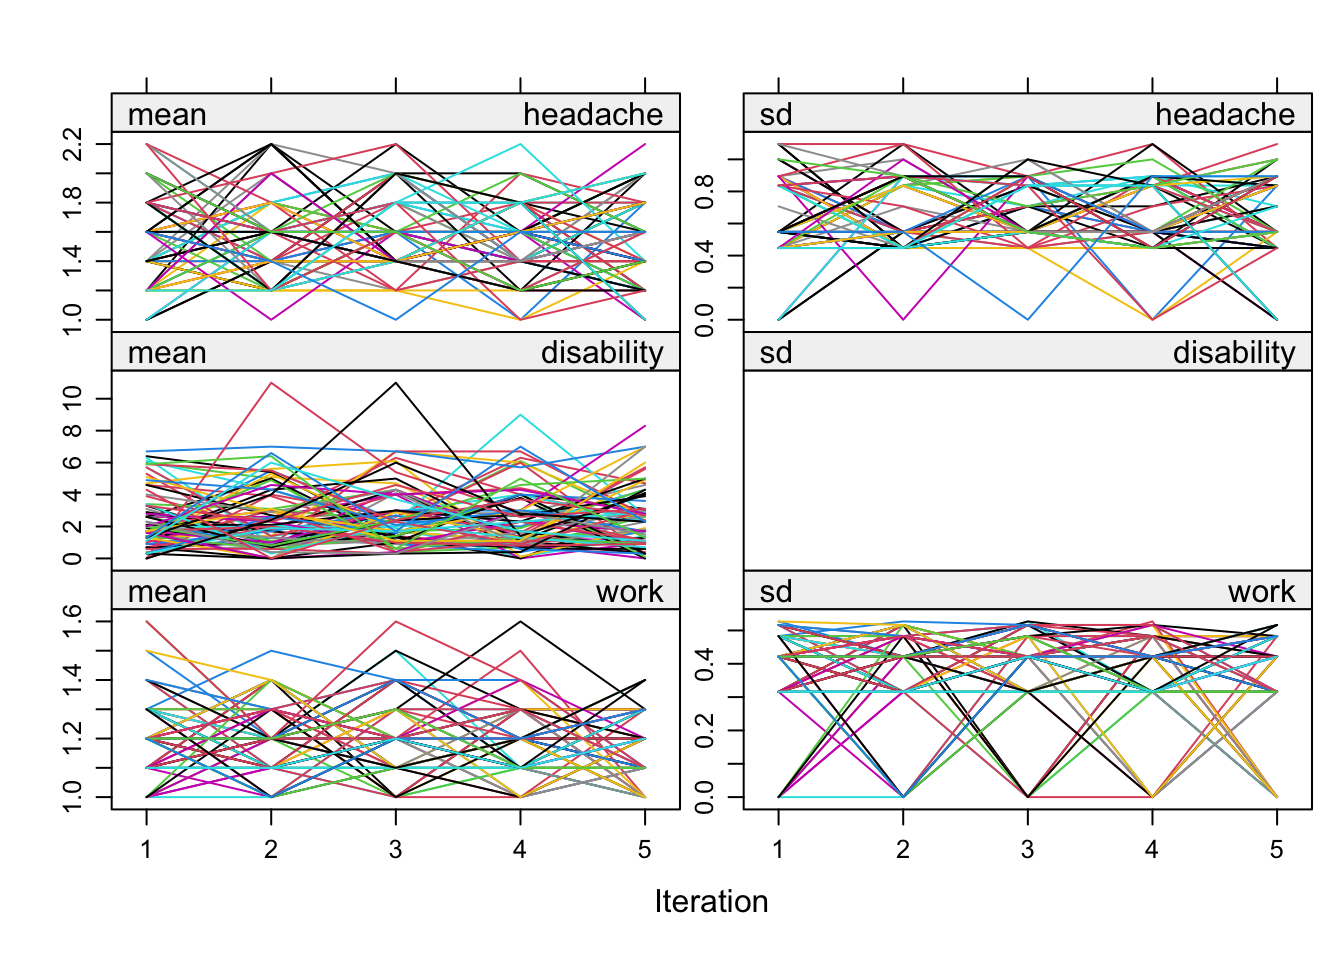 mean headache
sd headache
2.2
1.8
1.4
1.0
0.8
0.4
0.0
mean disability
sd disability
10
8
6
4
2
0
mean work
sd work
1.6
1.4
1.2
1.0
0.4
0.2
0.0
1 2 3 4 5
1 2 3 4 5
Iteration